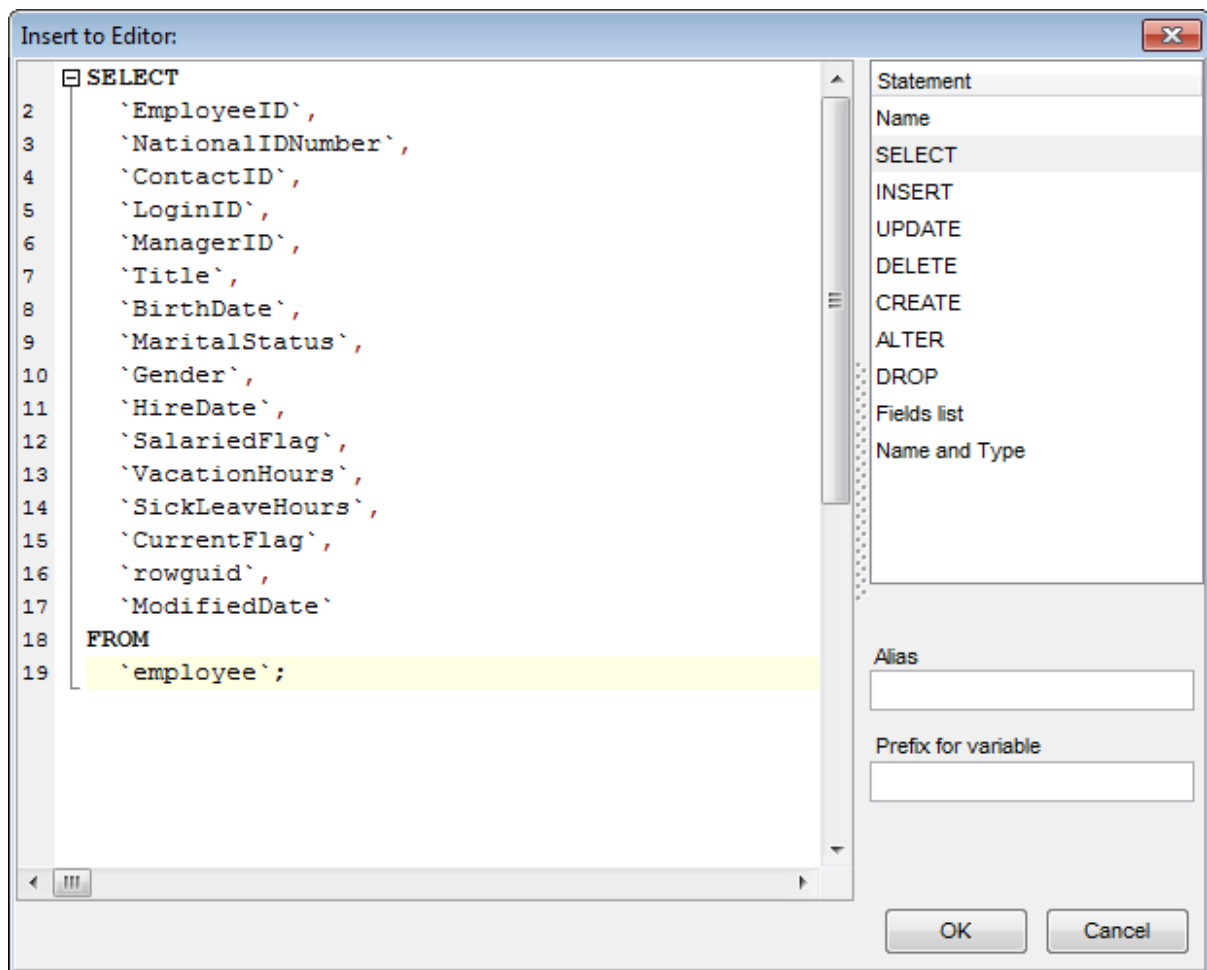 Insert to Editor:
SELECT
2 `EmployeeID`,
3 `NationalIDNumber`,
4 `ContactID`,
5 `LoginID`,
6 `ManagerID`,
7 `Title`,
8 `BirthDate`,
9 `MaritalStatus`,
10 `Gender`,
11 `HireDate`,
12 `SalariedFlag`,
13 `VacationHours`,
14 `SickLeaveHours`,
15 `CurrentFlag`,
16 `rowguid`,
17 `ModifiedDate`
18 FROM
19 `employee`;
Statement
Name
SELECT
INSERT
UPDATE
DELETE
CREATE
ALTER
DROP
Fields list
Name and Type
Alias
Prefix for variable
OK Cancel